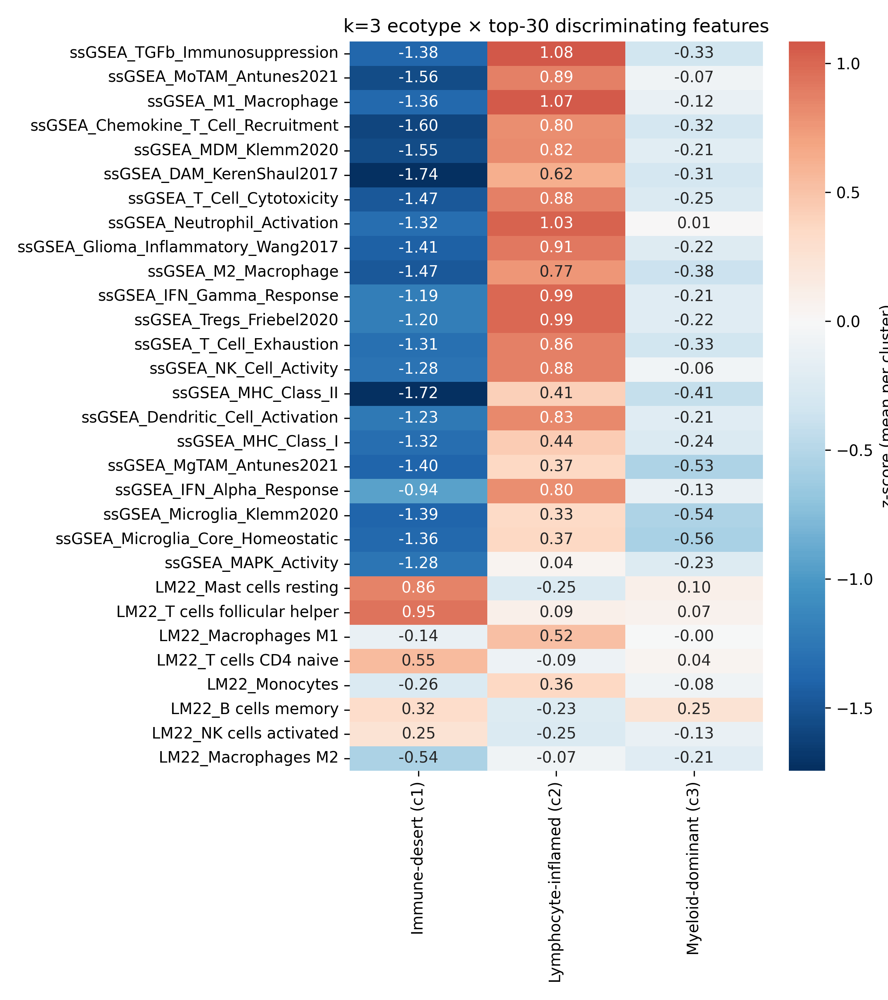 k=3 ecotype × top-30 discriminating features
ssGSEA_TGFb_Immunosuppression -1.38 1.08 -0.33
ssGSEA_MoTAM_Antunes2021 -1.56 0.89 -0.07
ssGSEA_M1_Macrophage -1.36 1.07 -0.12
ssGSEA_Chemokine_T_Cell_Recruitment -1.60 0.80 -0.32
ssGSEA_MDM_Klemm2020 -1.55 0.82 -0.21
ssGSEA_DAM_KerenShaul2017 -1.74 0.62 -0.31
ssGSEA_T_Cell_Cytotoxicity -1.47 0.88 -0.25
ssGSEA_Neutrophil_Activation -1.32 1.03 0.01
ssGSEA_Glioma_Inflammatory_Wang2017 -1.41 0.91 -0.22
ssGSEA_M2_Macrophage -1.47 0.77 -0.38
ssGSEA_IFN_Gamma_Response -1.19 0.99 -0.21
ssGSEA_Tregs_Friebel2020 -1.20 0.99 -0.22
ssGSEA_T_Cell_Exhaustion -1.31 0.86 -0.33
ssGSEA_NK_Cell_Activity -1.28 0.88 -0.06
ssGSEA_MHC_Class_II -1.72 0.41 -0.41
ssGSEA_Dendritic_Cell_Activation -1.23 0.83 -0.21
ssGSEA_MHC_Class_I -1.32 0.44 -0.24
ssGSEA_MgTAM_Antunes2021 -1.40 0.37 -0.53
ssGSEA_IFN_Alpha_Response -0.94 0.80 -0.13
ssGSEA_Microglia_Klemm2020 -1.39 0.33 -0.54
ssGSEA_Microglia_Core_Homeostatic -1.36 0.37 -0.56
ssGSEA_MAPK_Activity -1.28 0.04 -0.23
LM22_Mast cells resting 0.86 -0.25 0.10
LM22_T cells follicular helper 0.95 0.09 0.07
LM22_Macrophages M1 -0.14 0.52 -0.00
LM22_T cells CD4 naive 0.55 -0.09 0.04
LM22_Monocytes -0.26 0.36 -0.08
LM22_B cells memory 0.32 -0.23 0.25
LM22_NK cells activated 0.25 -0.25 -0.13
LM22_Macrophages M2 -0.54 -0.07 -0.21
Immune-desert (c1)
Lymphocyte-inflamed (c2)
Myeloid-dominant (c3)
1.0
0.5
0.0
−0.5
−1.0
−1.5
z-score (mean per cluster)